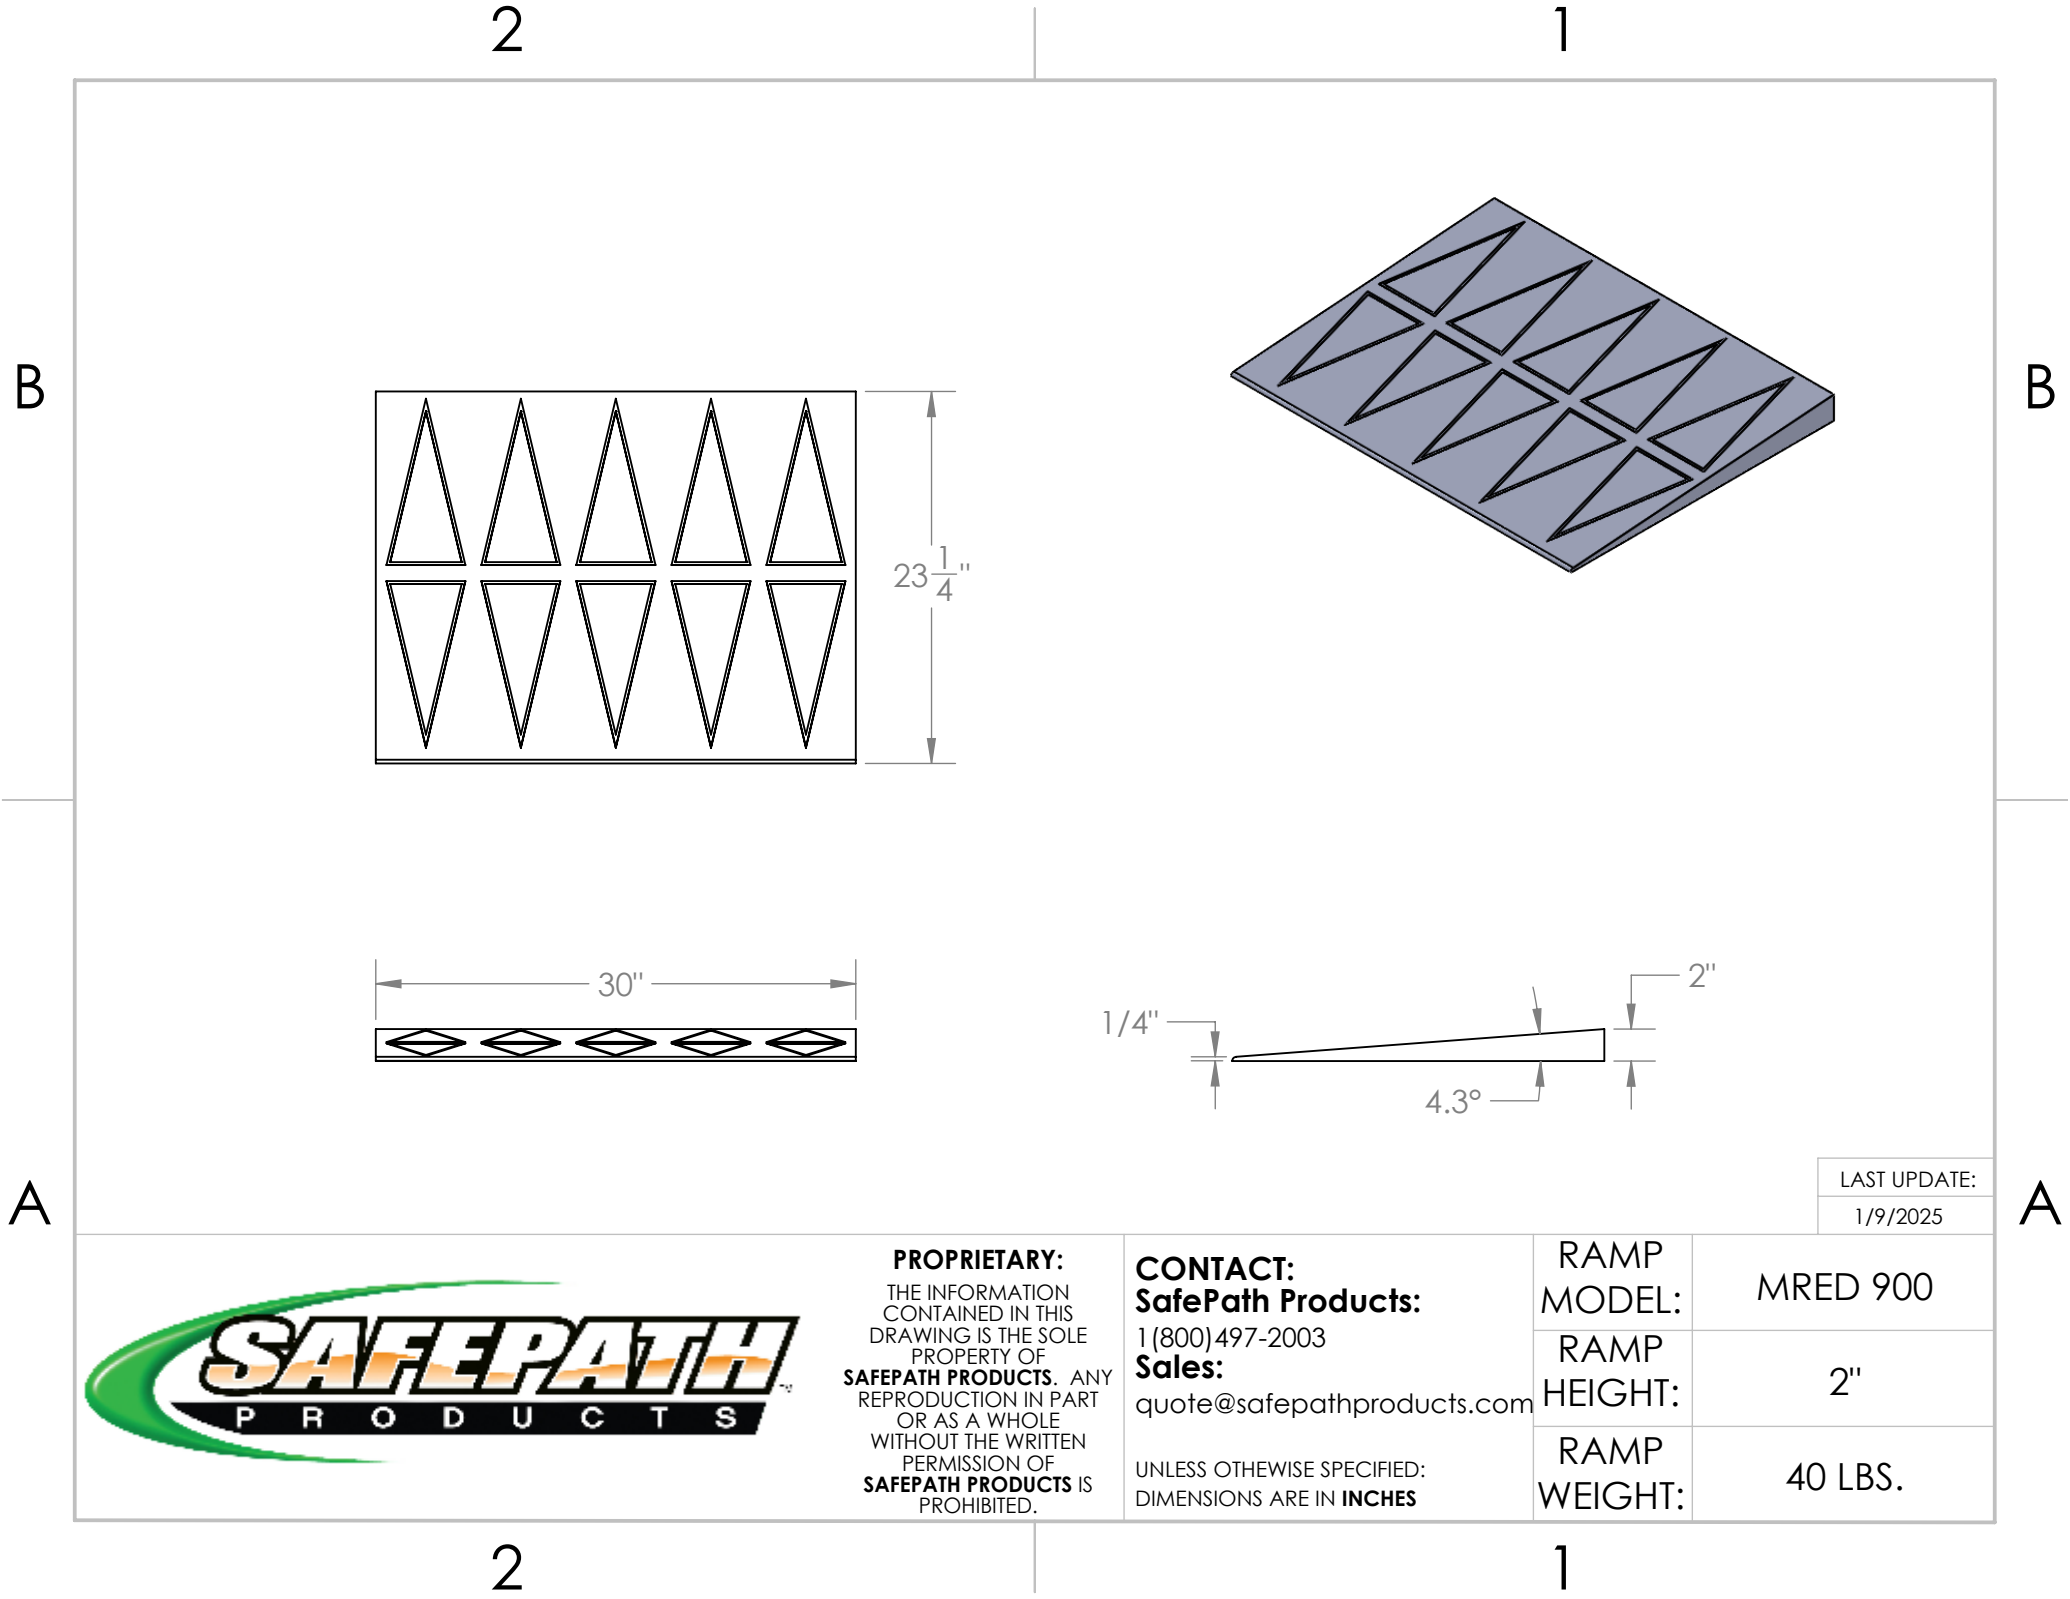 2 1
B B
23 1/4"
30"
2"
1/4"
4.3°
LAST UPDATE:
1/9/2025
A A
SAFEPATH
PRODUCTS
PROPRIETARY:
THE INFORMATION
CONTAINED IN THIS
DRAWING IS THE SOLE
PROPERTY OF
SAFEPATH PRODUCTS. ANY
REPRODUCTION IN PART
OR AS A WHOLE
WITHOUT THE WRITTEN
PERMISSION OF
SAFEPATH PRODUCTS IS
PROHIBITED.
CONTACT:
SafePath Products:
1(800)497-2003
Sales:
quote@safepathproducts.com
UNLESS OTHEWISE SPECIFIED:
DIMENSIONS ARE IN INCHES
RAMP
MODEL:
MRED 900
RAMP
HEIGHT:
2"
RAMP
WEIGHT:
40 LBS.
2 1